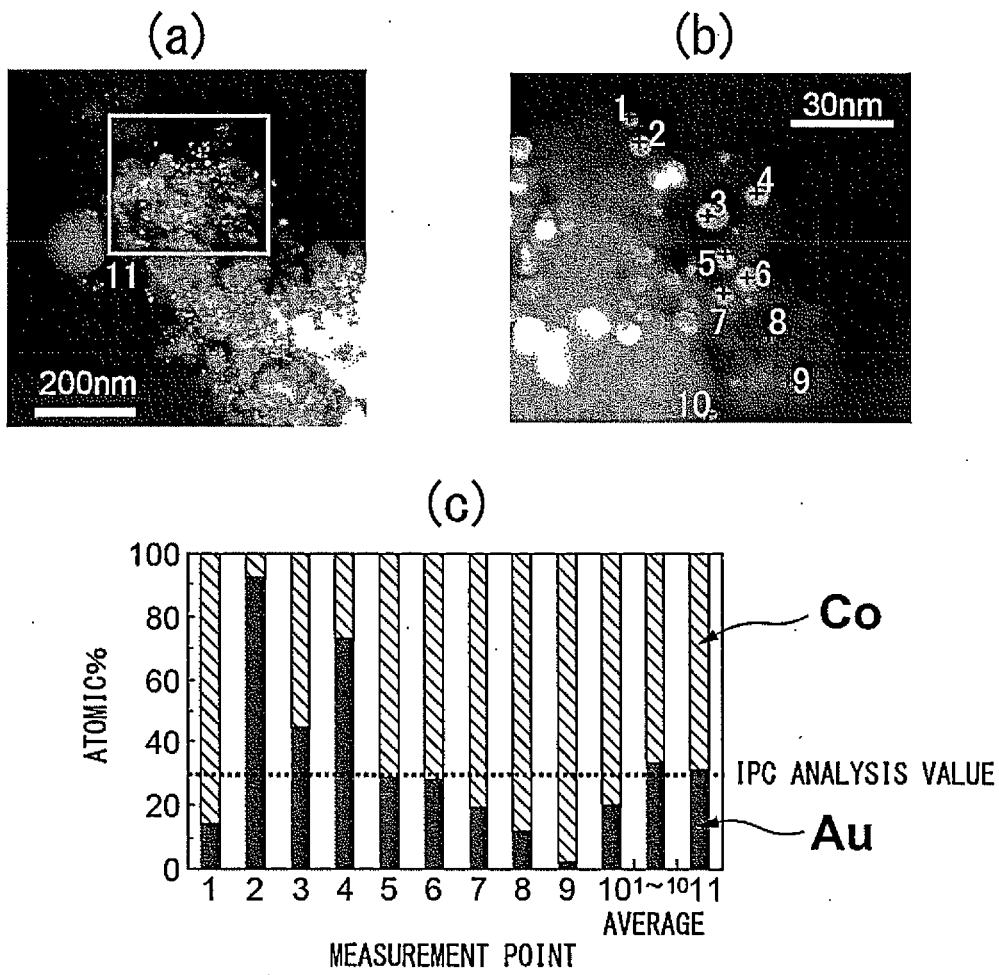 (a)
11
200nm
(b)
30nm
1
2
4
3
5
6
7
8
9
10
(c)
100
80
60
40
20
0
ATOMIC%
Co
IPC ANALYSIS VALUE
Au
1 2 3 4 5 6 7 8 9 10 1~10 11
AVERAGE
MEASUREMENT POINT